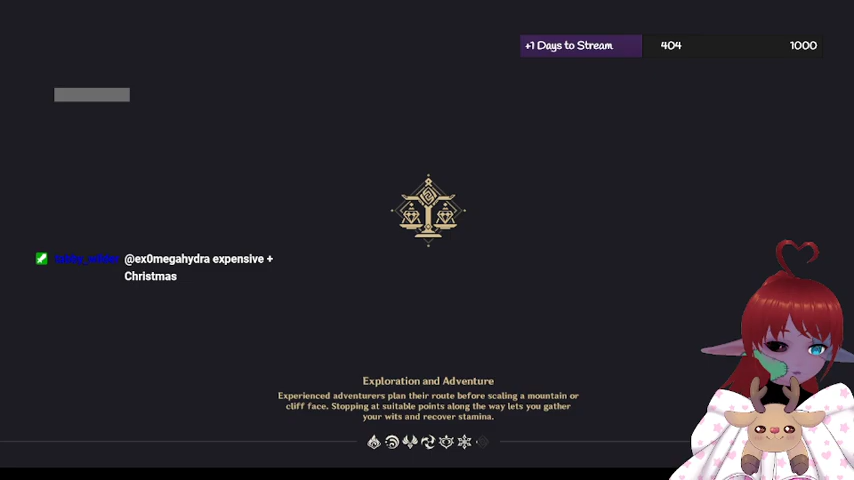 +1 Days to Stream 404 1000
@ex0megahydra expensive +
Christmas
Exploration and Adventure
Experienced adventurers plan their route before scaling a mountain or
cliff face. Stopping at suitable points along the way lets you gather
your wits and recover stamina.